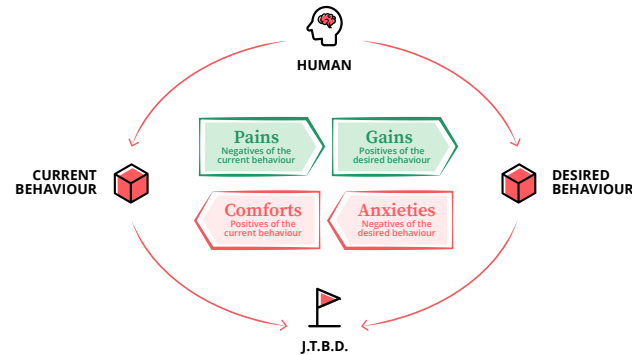 HUMAN
Pains
Negatives of the
current behaviour
Gains
Positives of the
desired behaviour
CURRENT
BEHAVIOUR
DESIRED
BEHAVIOUR
Comforts
Positives of the
current behaviour
Anxieties
Negatives of the
desired behaviour
J.T.B.D.